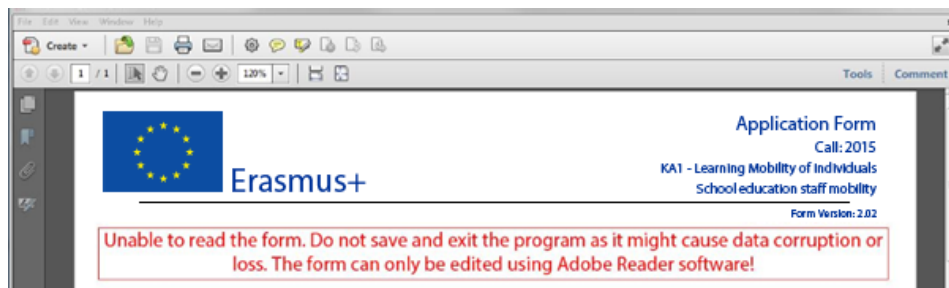 File Edit View Window Help
Create
1 / 1 120% Tools Comment
Application Form
Call: 2015
Erasmus+
KA1 - Learning Mobility of Individuals
School education staff mobility
Form Version: 2.02
Unable to read the form. Do not save and exit the program as it might cause data corruption or
loss. The form can only be edited using Adobe Reader software!